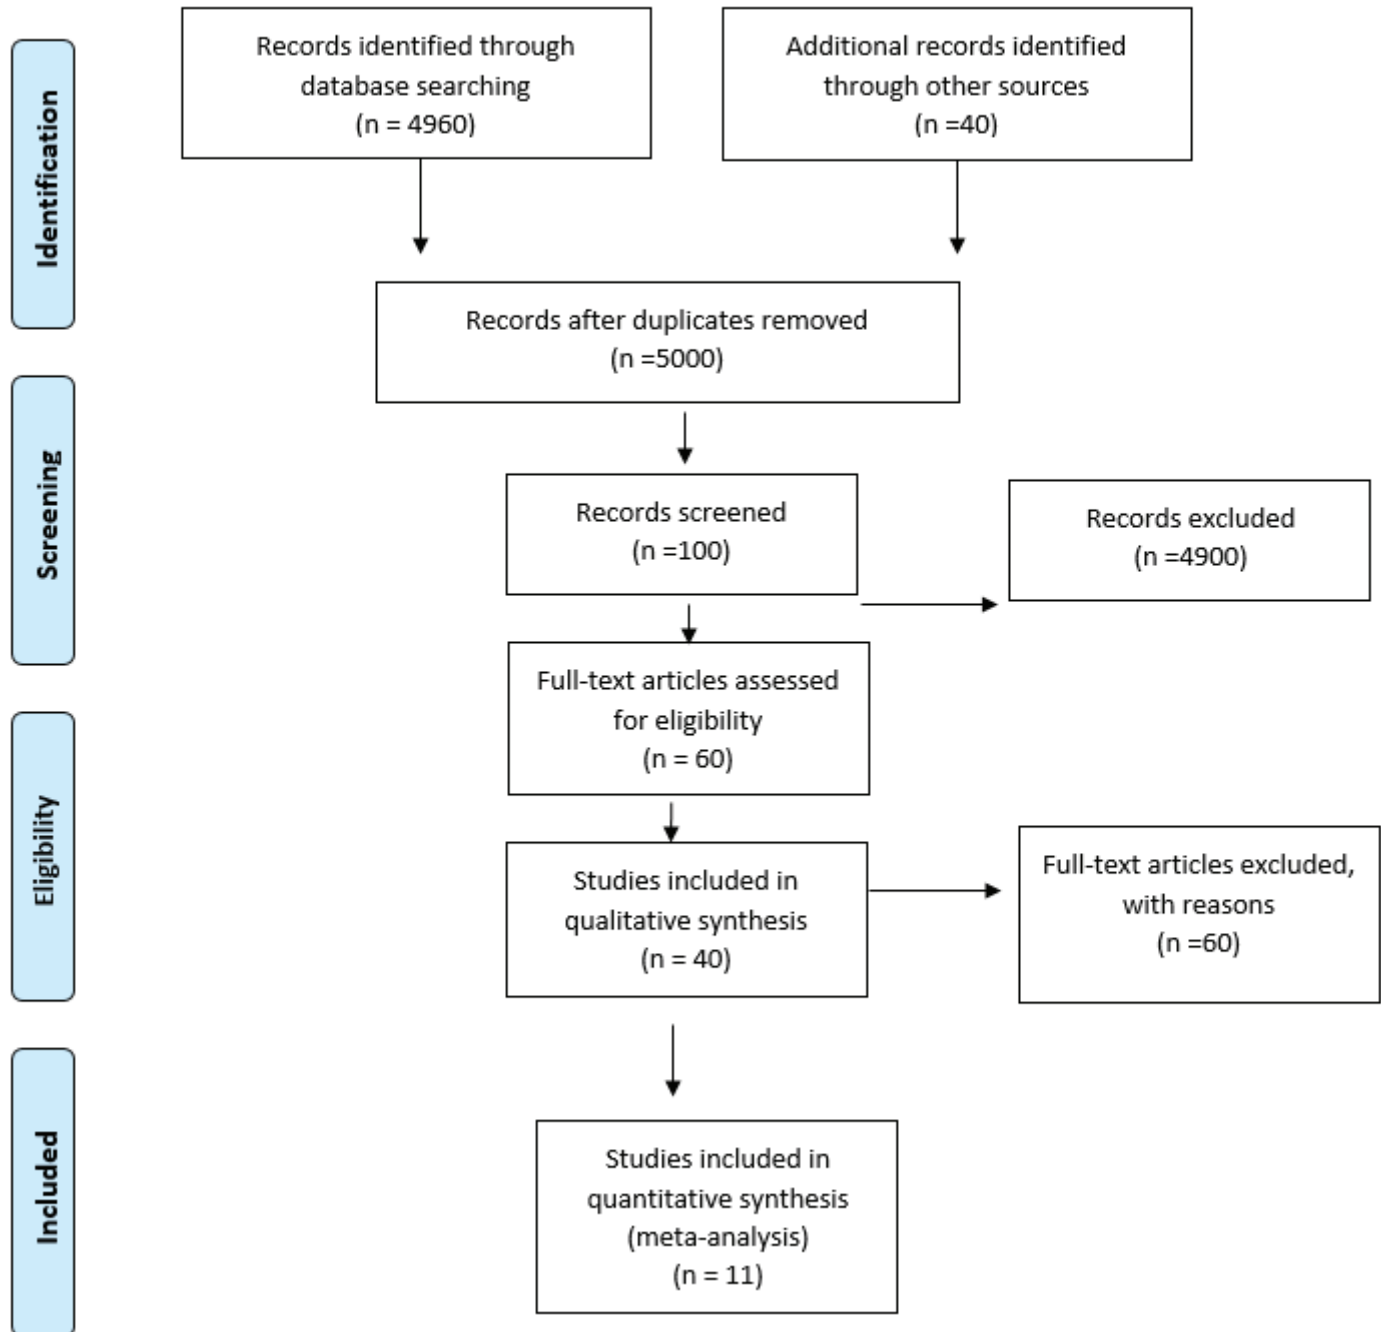 Identification
Records identified through
database searching
(n = 4960)
Additional records identified
through other sources
(n =40)
Records after duplicates removed
(n =5000)
Screening
Records screened
(n =100)
Records excluded
(n =4900)
Full-text articles assessed
for eligibility
(n = 60)
Eligibility
Studies included in
qualitative synthesis
(n = 40)
Full-text articles excluded,
with reasons
(n =60)
Included
Studies included in
quantitative synthesis
(meta-analysis)
(n = 11)